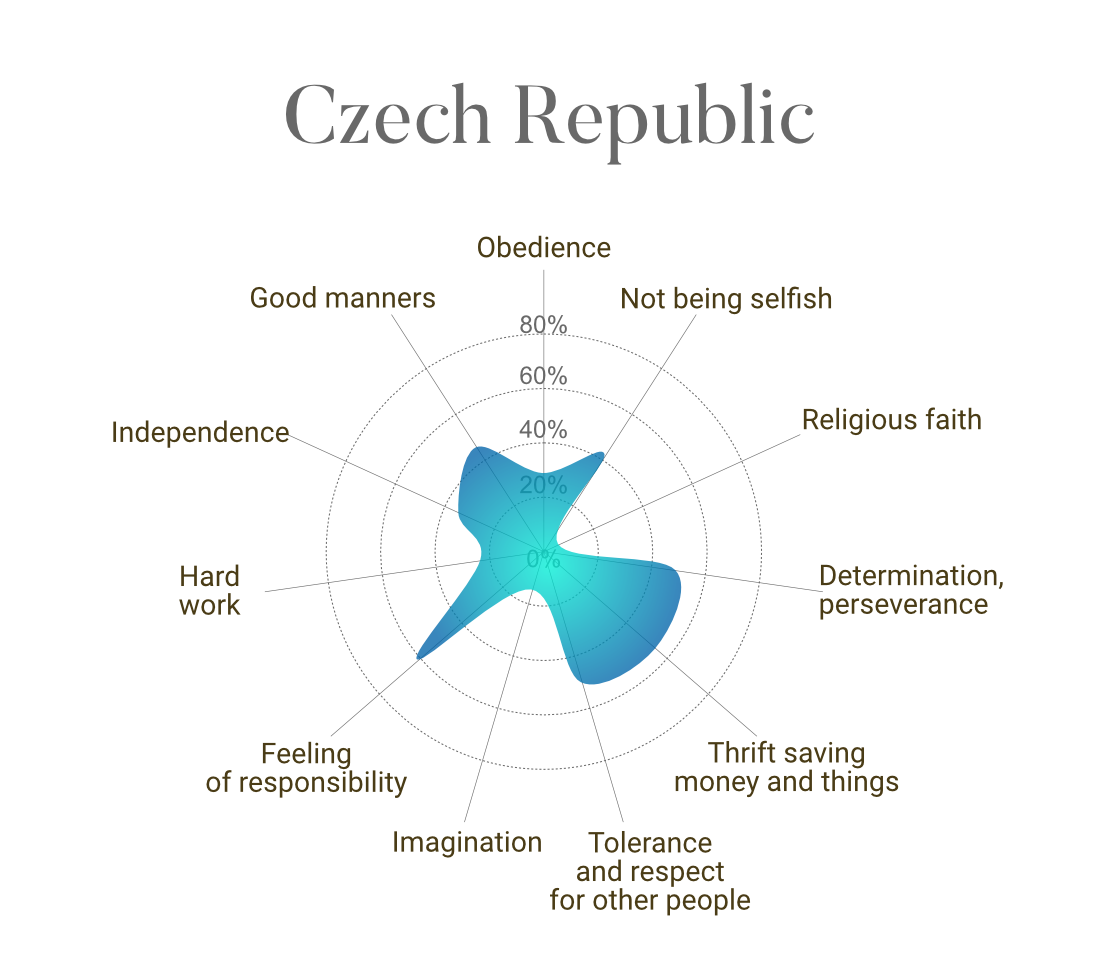 Czech Republic
Obedience
Good manners
Not being selfish
80%
60%
Religious faith
Independence
40%
20%
0%
Hard
work
Determination,
perseverance
Feeling
of responsibility
Thrift saving
money and things
Imagination
Tolerance
and respect
for other people